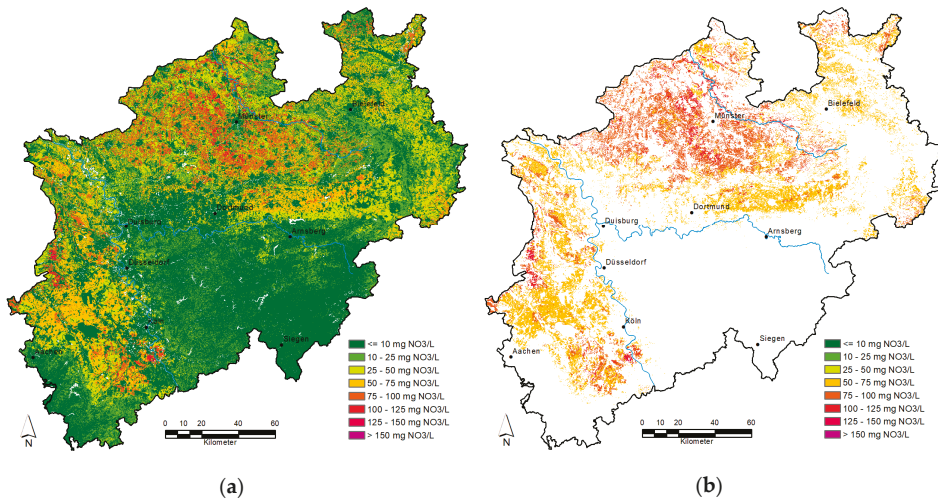 Bielefeld
Münster
Dortmund
Duisburg
Arnsberg
Düsseldorf
Köln
Siegen
Aachen
<= 10 mg NO3/L
10 - 25 mg NO3/L
25 - 50 mg NO3/L
50 - 75 mg NO3/L
75 - 100 mg NO3/L
100 - 125 mg NO3/L
125 - 150 mg NO3/L
> 150 mg NO3/L
N
0 10 20 40 60
Kilometer
(a)
Bielefeld
Münster
Dortmund
Duisburg
Arnsberg
Düsseldorf
Köln
Siegen
Aachen
<= 10 mg NO3/L
10 - 25 mg NO3/L
25 - 50 mg NO3/L
50 - 75 mg NO3/L
75 - 100 mg NO3/L
100 - 125 mg NO3/L
125 - 150 mg NO3/L
> 150 mg NO3/L
N
0 10 20 40 60
Kilometer
(b)